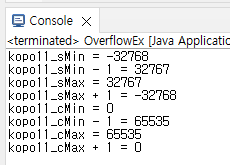 Console
<terminated> OverflowEx [Java Applicatio
kopo11_sMin = -32768
kopo11_sMin - 1 = 32767
kopo11_sMax = 32767
kopo11_sMax + 1 = -32768
kopo11_cMin = 0
kopo11_cMin - 1 = 65535
kopo11_cMax = 65535
kopo11_cMax + 1 = 0